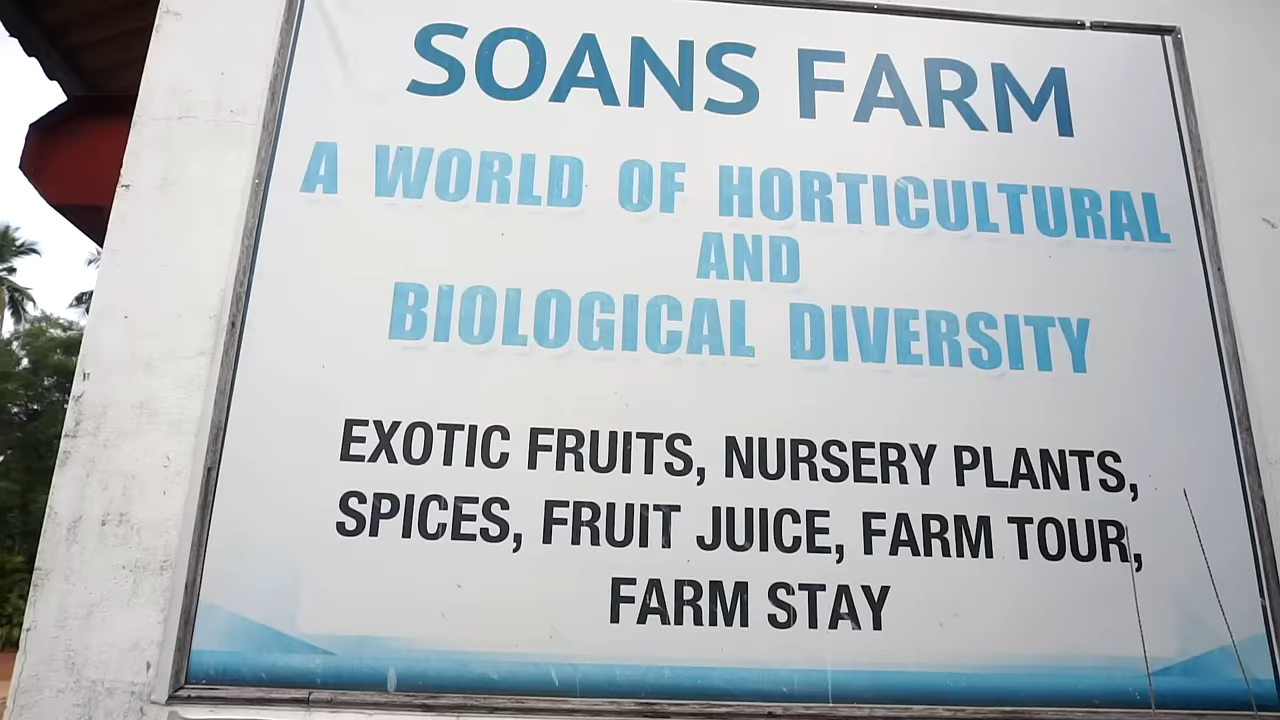 SOANS FARM
A WORLD OF HORTICULTURAL
AND
BIOLOGICAL DIVERSITY
EXOTIC FRUITS, NURSERY PLANTS,
SPICES, FRUIT JUICE, FARM TOUR,
FARM STAY